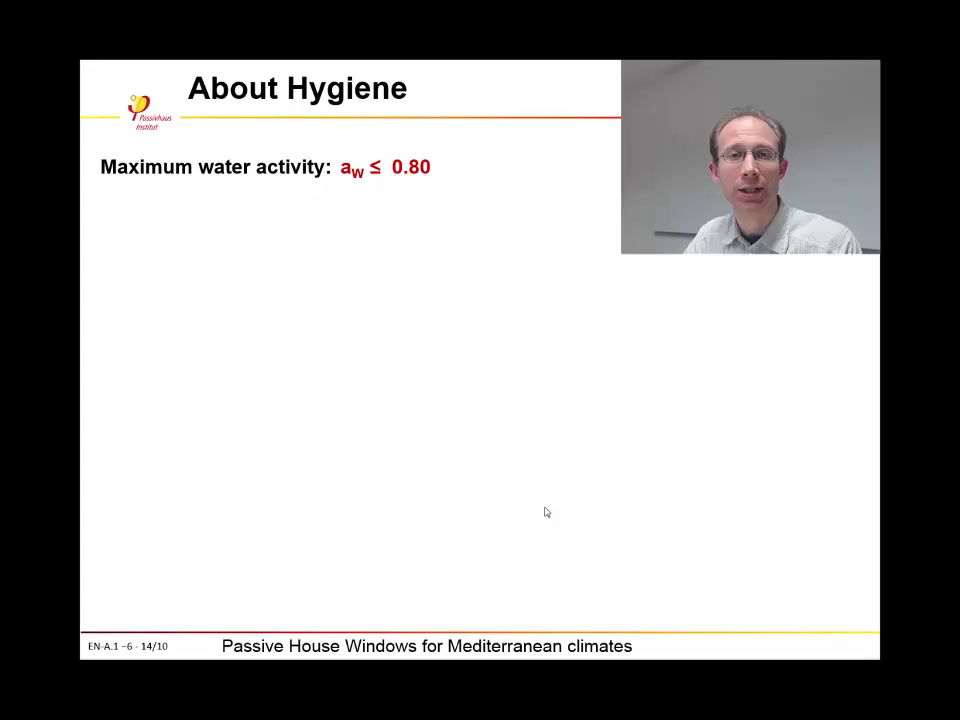 About Hygiene
Passivhaus
Institut
Maximum water activity: aw ≤ 0.80
EN-A.1 –6 - 14/10
Passive House Windows for Mediterranean climates